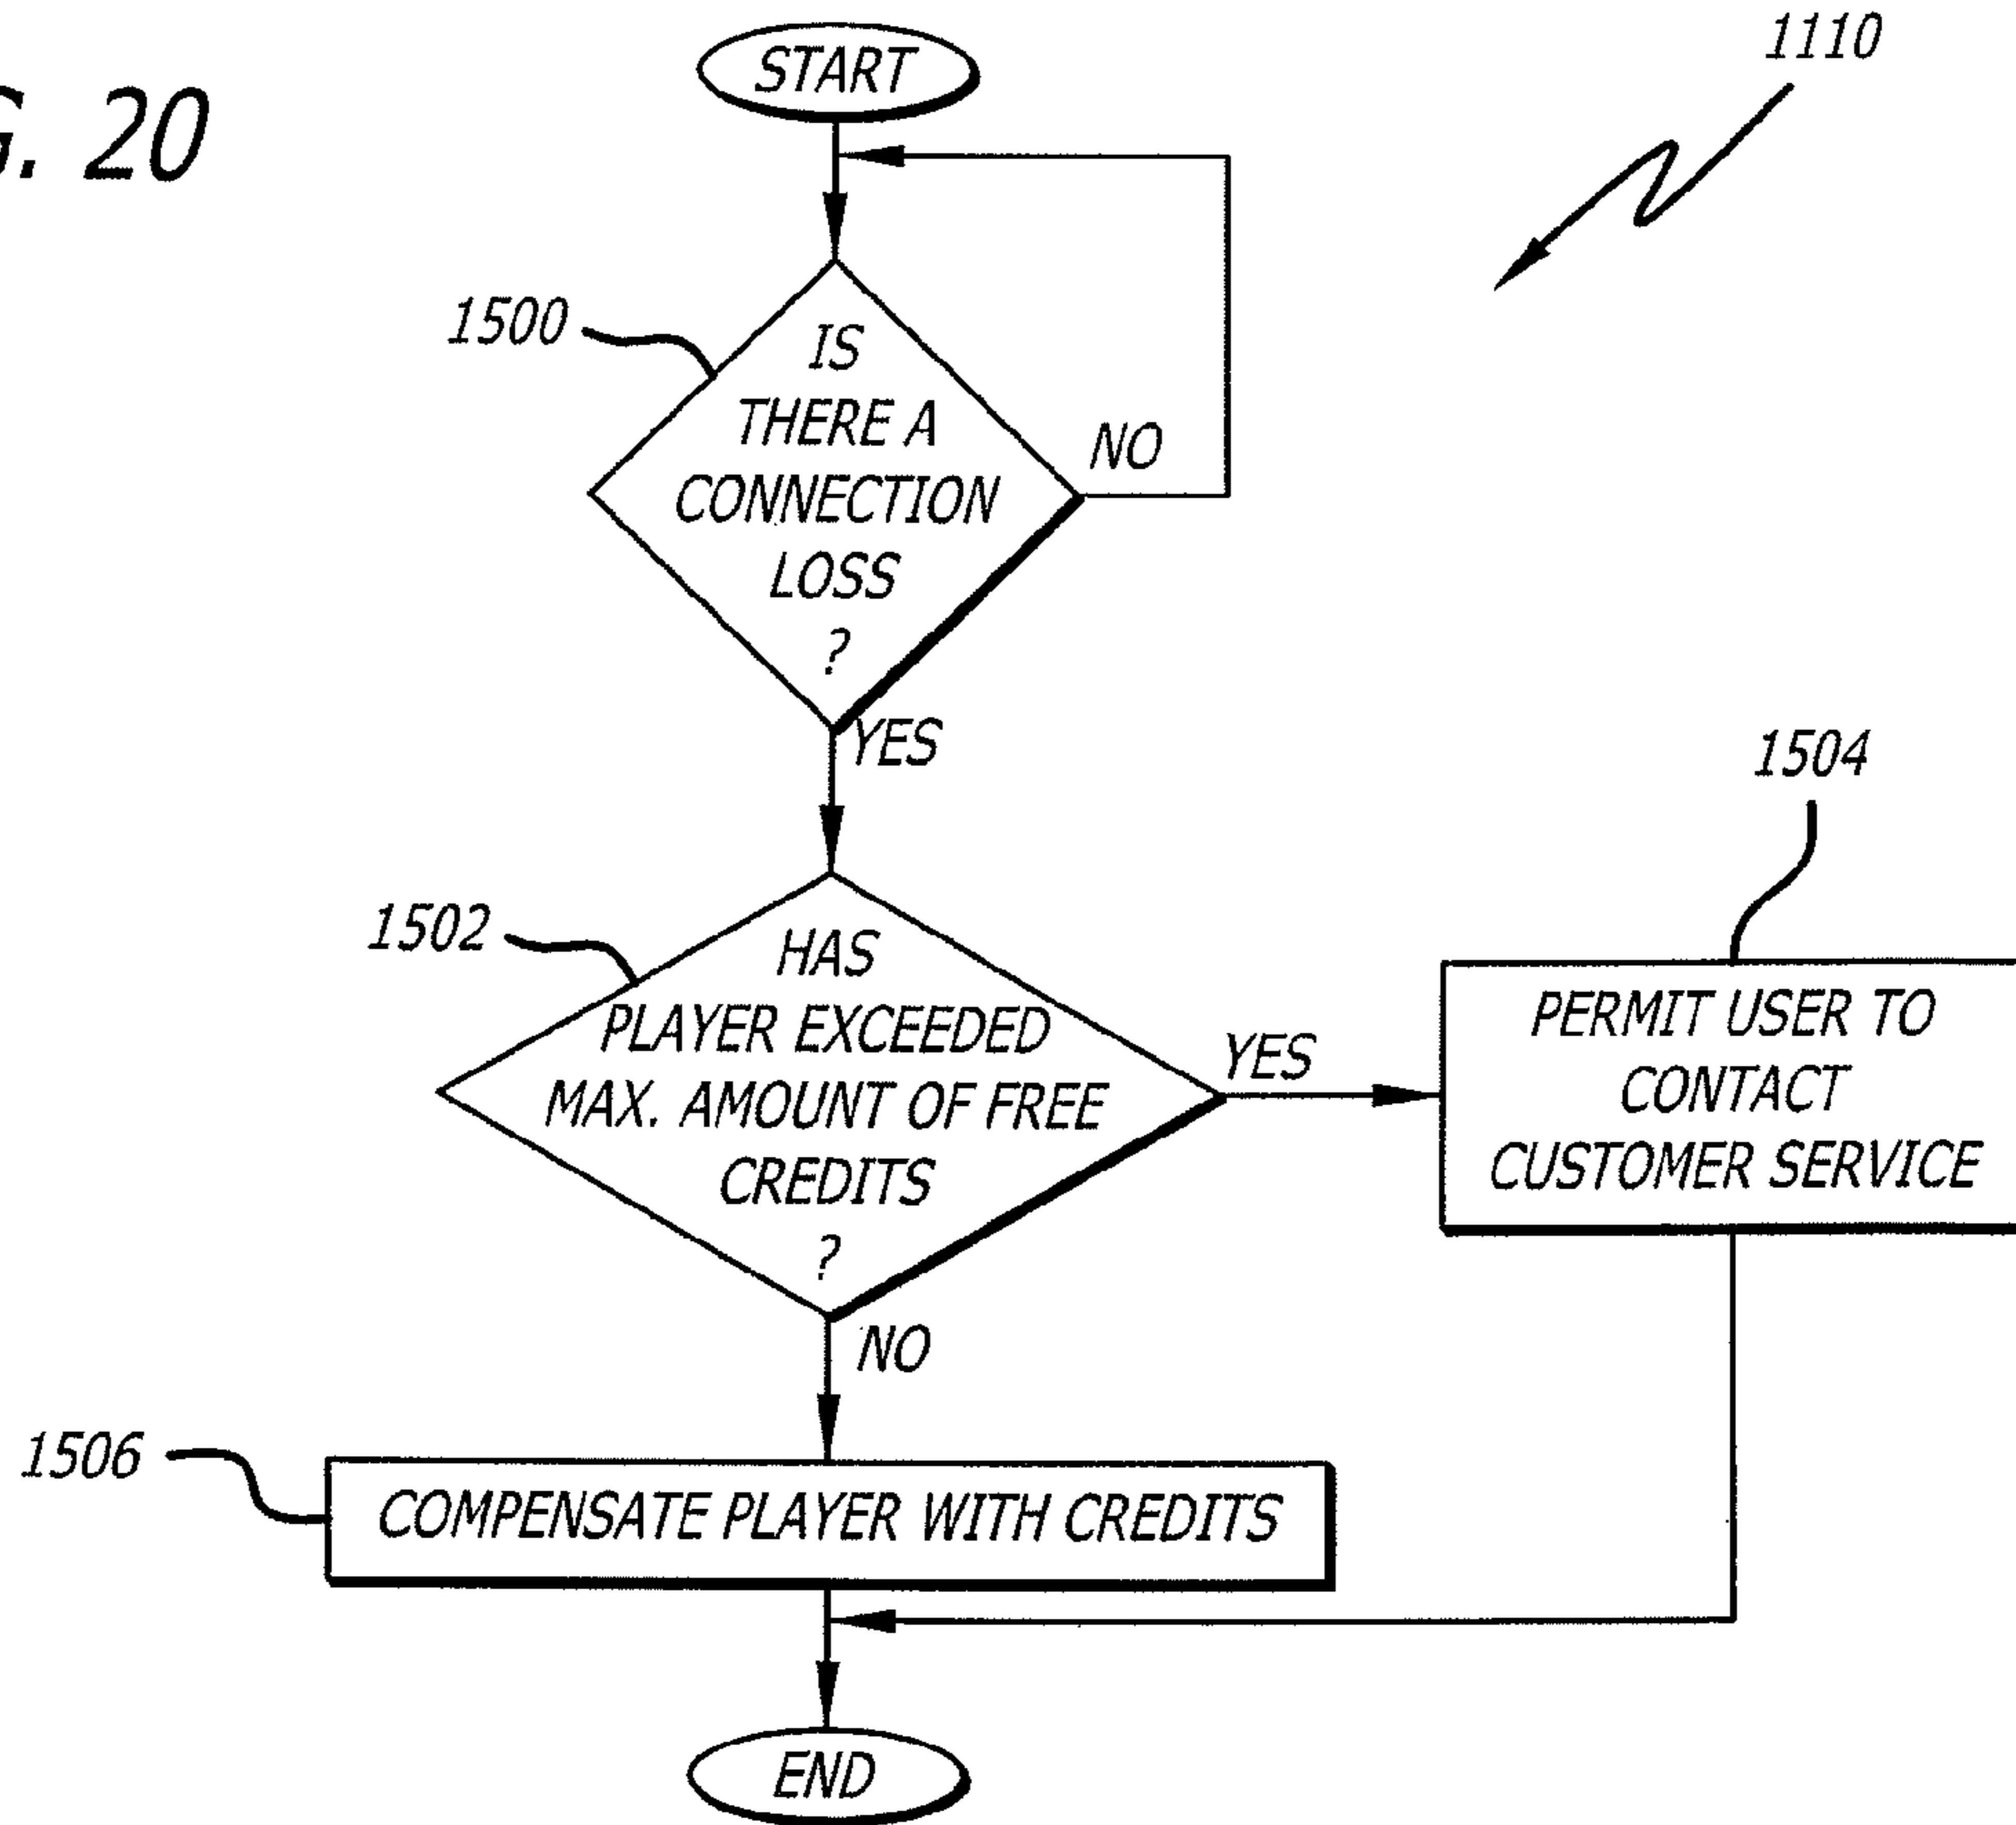 G. 20
START
1110
1500
IS
THERE A
CONNECTION
LOSS
?
NO
YES
1502
HAS
PLAYER EXCEEDED
MAX. AMOUNT OF FREE
CREDITS
?
YES
1504
PERMIT USER TO
CONTACT
CUSTOMER SERVICE
NO
1506
COMPENSATE PLAYER WITH CREDITS
END